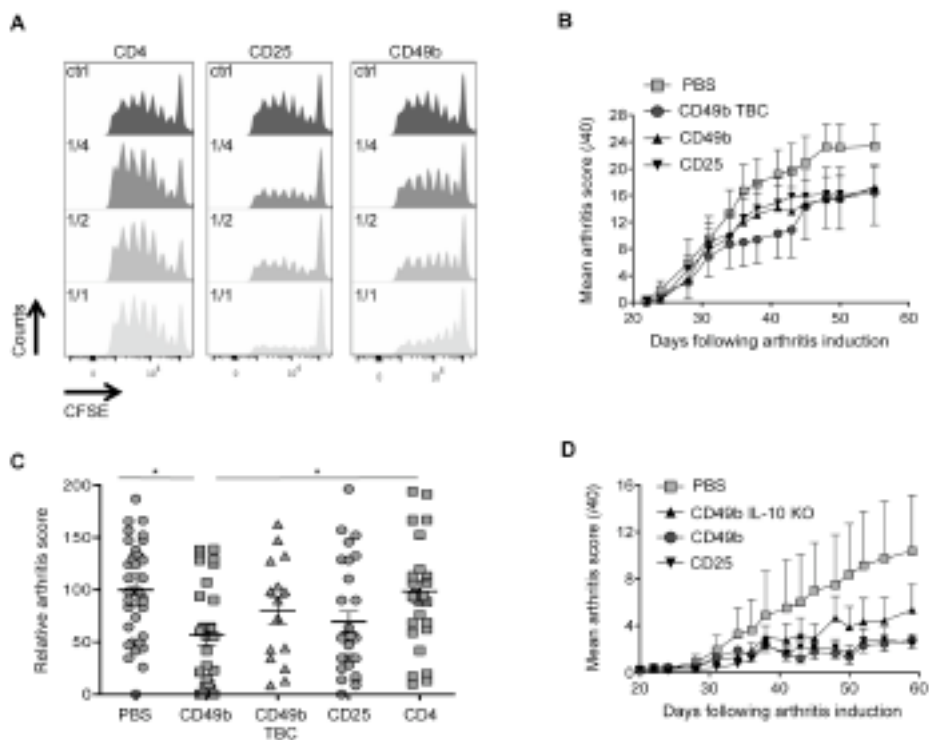 A
CD4
CD25
CD49b
ctrl
ctrl
ctrl
1/4
1/4
1/4
1/2
1/2
1/2
1/1
1/1
1/1
Counts
0
0
0
CFSE
B
PBS
CD49b TBC
CD49b
CD25
Mean arthritis score (/40)
28
24
20
16
12
8
4
0
20 30 40 50 60
Days following arthritis induction
C
* *
Relative arthritis score
200
150
100
50
0
PBS CD49b CD49b TBC CD25 CD4
D
PBS
CD49b IL-10 KO
CD49b
CD25
Mean arthritis score (/40)
16
12
8
4
0
20 30 40 50 60
Days following arthritis induction